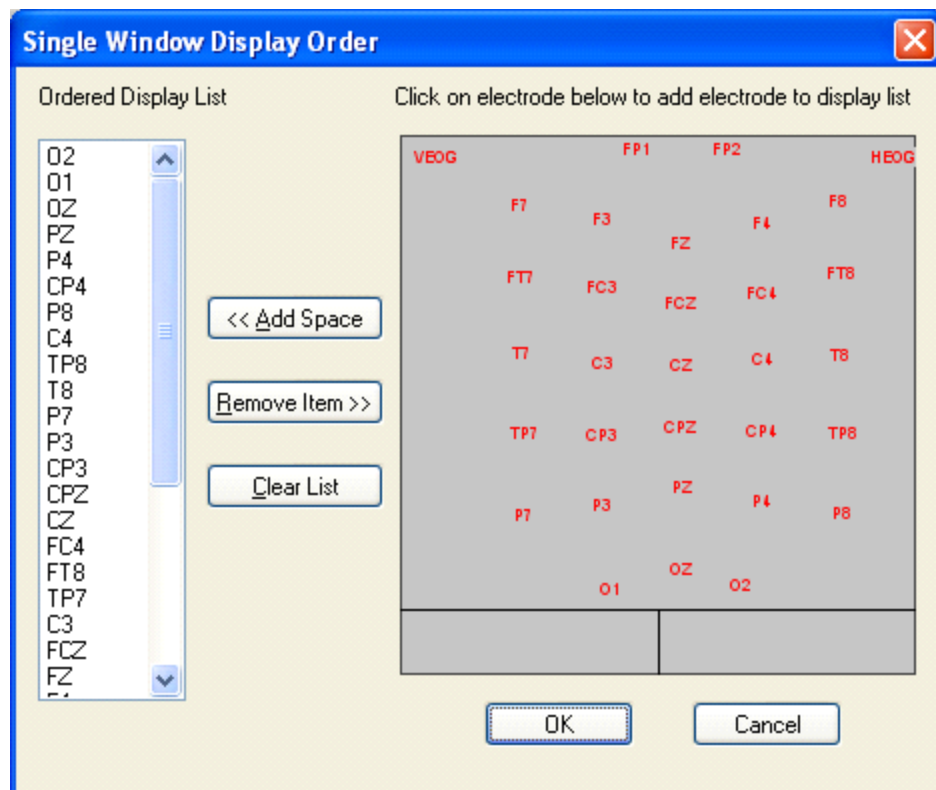 Single Window Display Order
Ordered Display List
Click on electrode below to add electrode to display list
O2
O1
OZ
PZ
P4
CP4
P8
C4
TP8
T8
P7
P3
CP3
CPZ
CZ
FC4
FT8
TP7
C3
FCZ
FZ
<< Add Space
Remove Item >>
Clear List
VEOG FP1 FP2 HEOG
F7 F3 FZ F4 F8
FT7 FC3 FCZ FC4 FT8
T7 C3 CZ C4 T8
TP7 CP3 CPZ CP4 TP8
P7 P3 PZ P4 P8
O1 OZ O2
OK Cancel